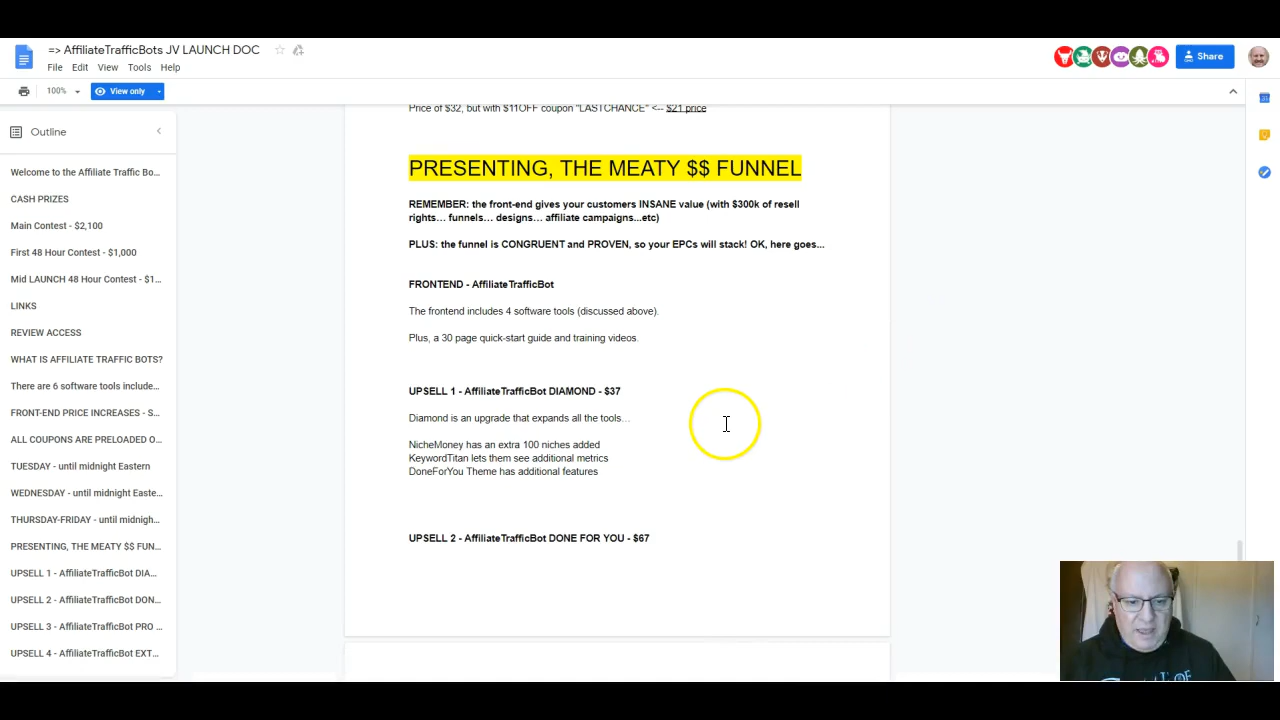 => AffiliateTrafficBots JV LAUNCH DOC
File Edit View Tools Help
Share
100%
View only
Outline
Welcome to the Affiliate Traffic Bo...
CASH PRIZES
Main Contest - $2,100
First 48 Hour Contest - $1,000
Mid LAUNCH 48 Hour Contest - $1...
LINKS
REVIEW ACCESS
WHAT IS AFFILIATE TRAFFIC BOTS?
There are 6 software tools include...
FRONT-END PRICE INCREASES - S...
ALL COUPONS ARE PRELOADED O...
TUESDAY - until midnight Eastern
WEDNESDAY - until midnight Easte...
THURSDAY-FRIDAY - until midnigh...
PRESENTING, THE MEATY $$ FUN...
UPSELL 1 - AffiliateTrafficBot DIA...
UPSELL 2 - AffiliateTrafficBot DON...
UPSELL 3 - AffiliateTrafficBot PRO ...
UPSELL 4 - AffiliateTrafficBot EXT...
Price of $32, but with $11OFF coupon "LASTCHANCE" <-- $21 price
PRESENTING, THE MEATY $$ FUNNEL
REMEMBER: the front-end gives your customers INSANE value (with $300k of resell
rights... funnels... designs... affiliate campaigns...etc)
PLUS: the funnel is CONGRUENT and PROVEN, so your EPCs will stack! OK, here goes...
FRONTEND - AffiliateTrafficBot
The frontend includes 4 software tools (discussed above).
Plus, a 30 page quick-start guide and training videos.
UPSELL 1 - AffiliateTrafficBot DIAMOND - $37
Diamond is an upgrade that expands all the tools...
NicheMoney has an extra 100 niches added
KeywordTitan lets them see additional metrics
DoneForYou Theme has additional features
UPSELL 2 - AffiliateTrafficBot DONE FOR YOU - $67